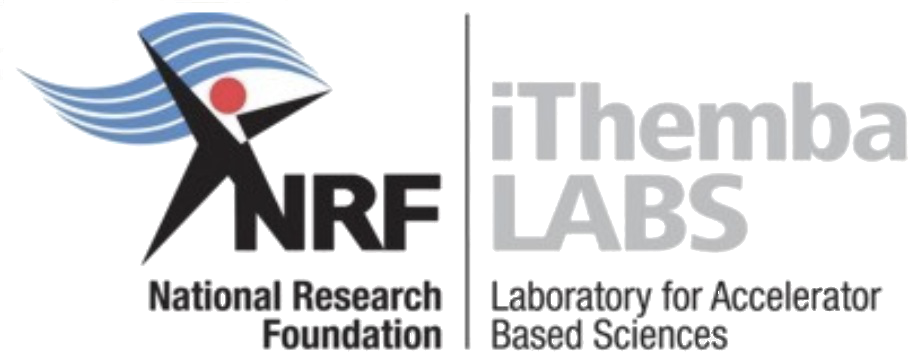 NRF
National Research
Foundation
iThemba
LABS
Laboratory for Accelerator
Based Sciences